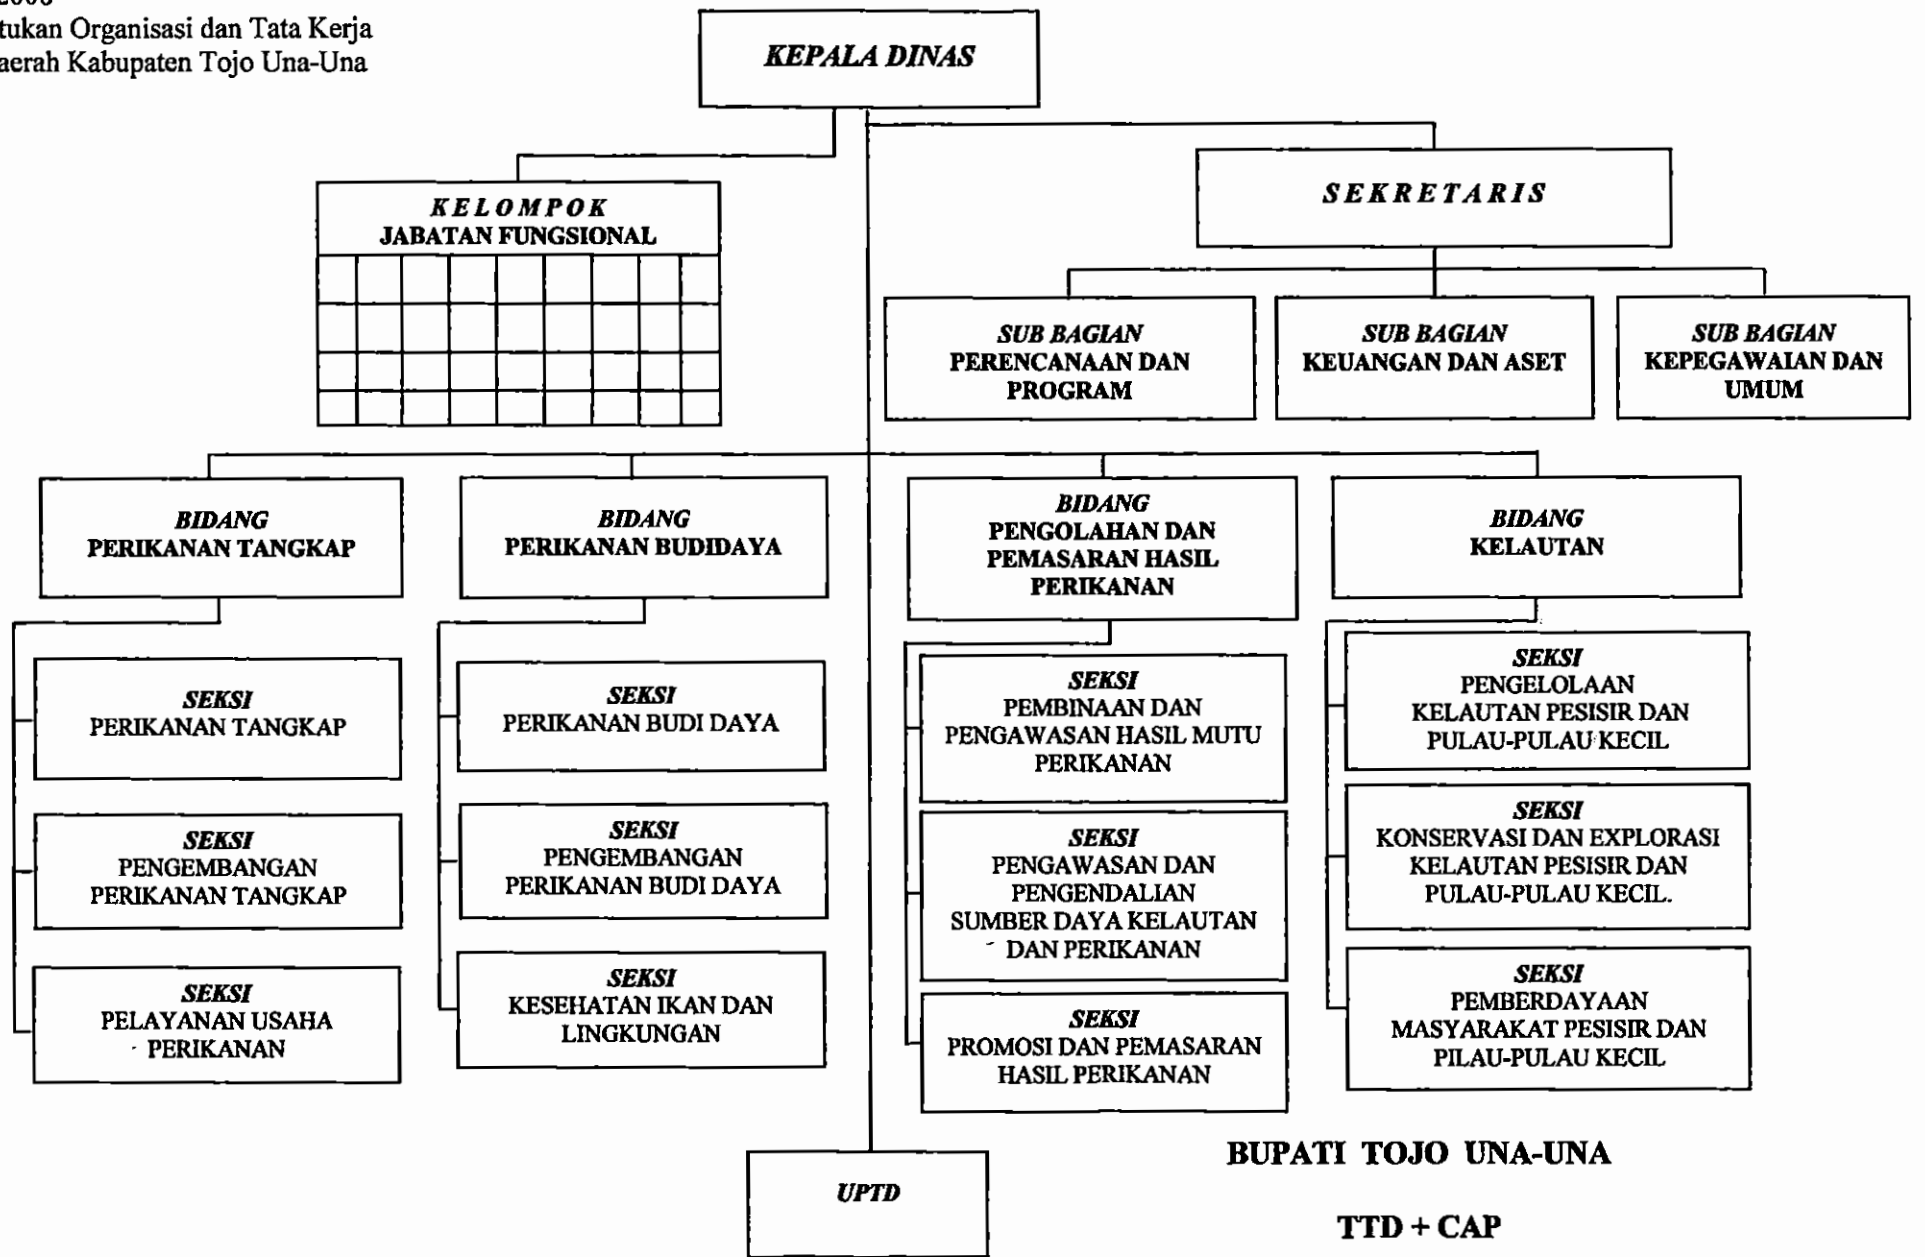 tukan Organisasi dan Tata Kerja
aerah Kabupaten Tojo Una-Una
KEPALA DINAS
KELOMPOK
JABATAN FUNGSIONAL
SEKRETARIS
SUB BAGIAN
PERENCANAAN DAN
PROGRAM
SUB BAGIAN
KEUANGAN DAN ASET
SUB BAGIAN
KEPEGAWAIAN DAN
UMUM
BIDANG
PERIKANAN TANGKAP
BIDANG
PERIKANAN BUDIDAYA
BIDANG
PENGOLAHAN DAN
PEMASARAN HASIL
PERIKANAN
BIDANG
KELAUTAN
SEKSI
PERIKANAN TANGKAP
SEKSI
PENGEMBANGAN
PERIKANAN TANGKAP
SEKSI
PELAYANAN USAHA
PERIKANAN
SEKSI
PERIKANAN BUDI DAYA
SEKSI
PENGEMBANGAN
PERIKANAN BUDI DAYA
SEKSI
KESEHATAN IKAN DAN
LINGKUNGAN
SEKSI
PEMBINAAN DAN
PENGAWASAN HASIL MUTU
PERIKANAN
SEKSI
PENGAWASAN DAN
PENGENDALIAN
SUMBER DAYA KELAUTAN
DAN PERIKANAN
SEKSI
PROMOSI DAN PEMASARAN
HASIL PERIKANAN
SEKSI
PENGELOLAAN
KELAUTAN PESISIR DAN
PULAU-PULAU KECIL
SEKSI
KONSERVASI DAN EXPLORASI
KELAUTAN PESISIR DAN
PULAU-PULAU KECIL.
SEKSI
PEMBERDAYAAN
MASYARAKAT PESISIR DAN
PILAU-PULAU KECIL
UPTD
BUPATI TOJO UNA-UNA
TTD + CAP